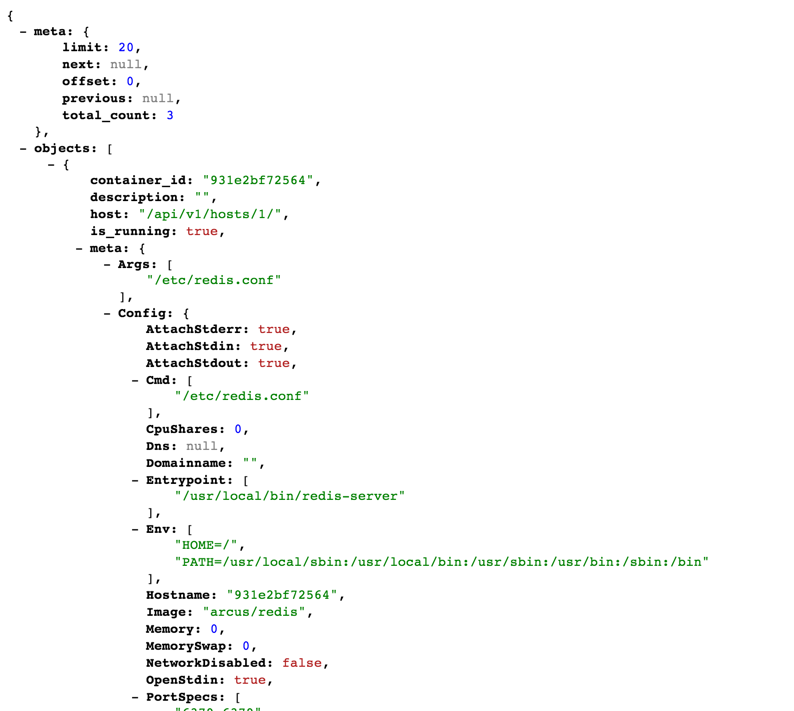 {
- meta: {
limit: 20,
next: null,
offset: 0,
previous: null,
total_count: 3
},
- objects: [
- {
container_id: "931e2bf72564",
description: "",
host: "/api/v1/hosts/1/",
is_running: true,
- meta: {
- Args: [
"/etc/redis.conf"
],
- Config: {
AttachStderr: true,
AttachStdin: true,
AttachStdout: true,
- Cmd: [
"/etc/redis.conf"
],
CpuShares: 0,
Dns: null,
Domainname: "",
- Entrypoint: [
"/usr/local/bin/redis-server"
],
- Env: [
"HOME=/",
"PATH=/usr/local/sbin:/usr/local/bin:/usr/sbin:/usr/bin:/sbin:/bin"
],
Hostname: "931e2bf72564",
Image: "arcus/redis",
Memory: 0,
MemorySwap: 0,
NetworkDisabled: false,
OpenStdin: true,
- PortSpecs: [